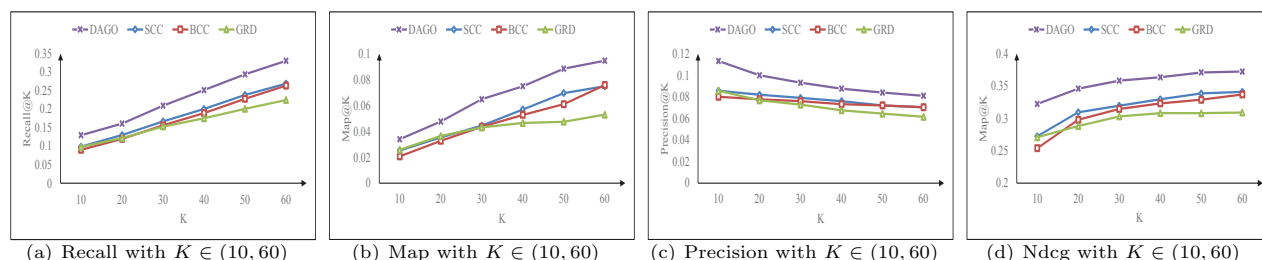 DAGO SCC BCC GRD
0.35
0.3
0.25
0.2
0.15
0.1
0.05
0
Recall@K
10 20 30 40 50 60
K
(a) Recall with K ∈ (10, 60)
DAGO SCC BCC GRD
0.1
0.08
0.06
0.04
0.02
0
Map@K
10 20 30 40 50 60
K
(b) Map with K ∈ (10, 60)
DAGO SCC BCC GRD
0.12
0.1
0.08
0.06
0.04
0.02
0
Precision@K
10 20 30 40 50 60
K
(c) Precision with K ∈ (10, 60)
DAGO SCC BCC GRD
0.4
0.35
0.3
0.25
0.2
Map@K
10 20 30 40 50 60
K
(d) Ndcg with K ∈ (10, 60)